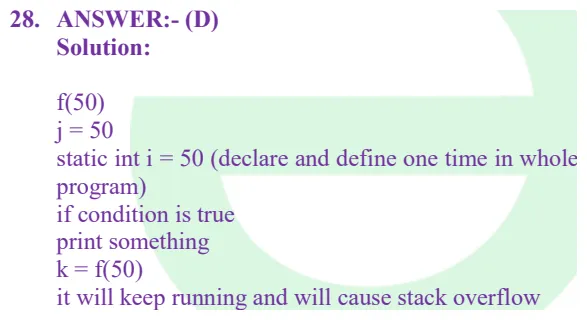 28. ANSWER:- (D)
Solution:
f(50)
j = 50
static int i = 50 (declare and define one time in whole
program)
if condition is true
print something
k = f(50)
it will keep running and will cause stack overflow